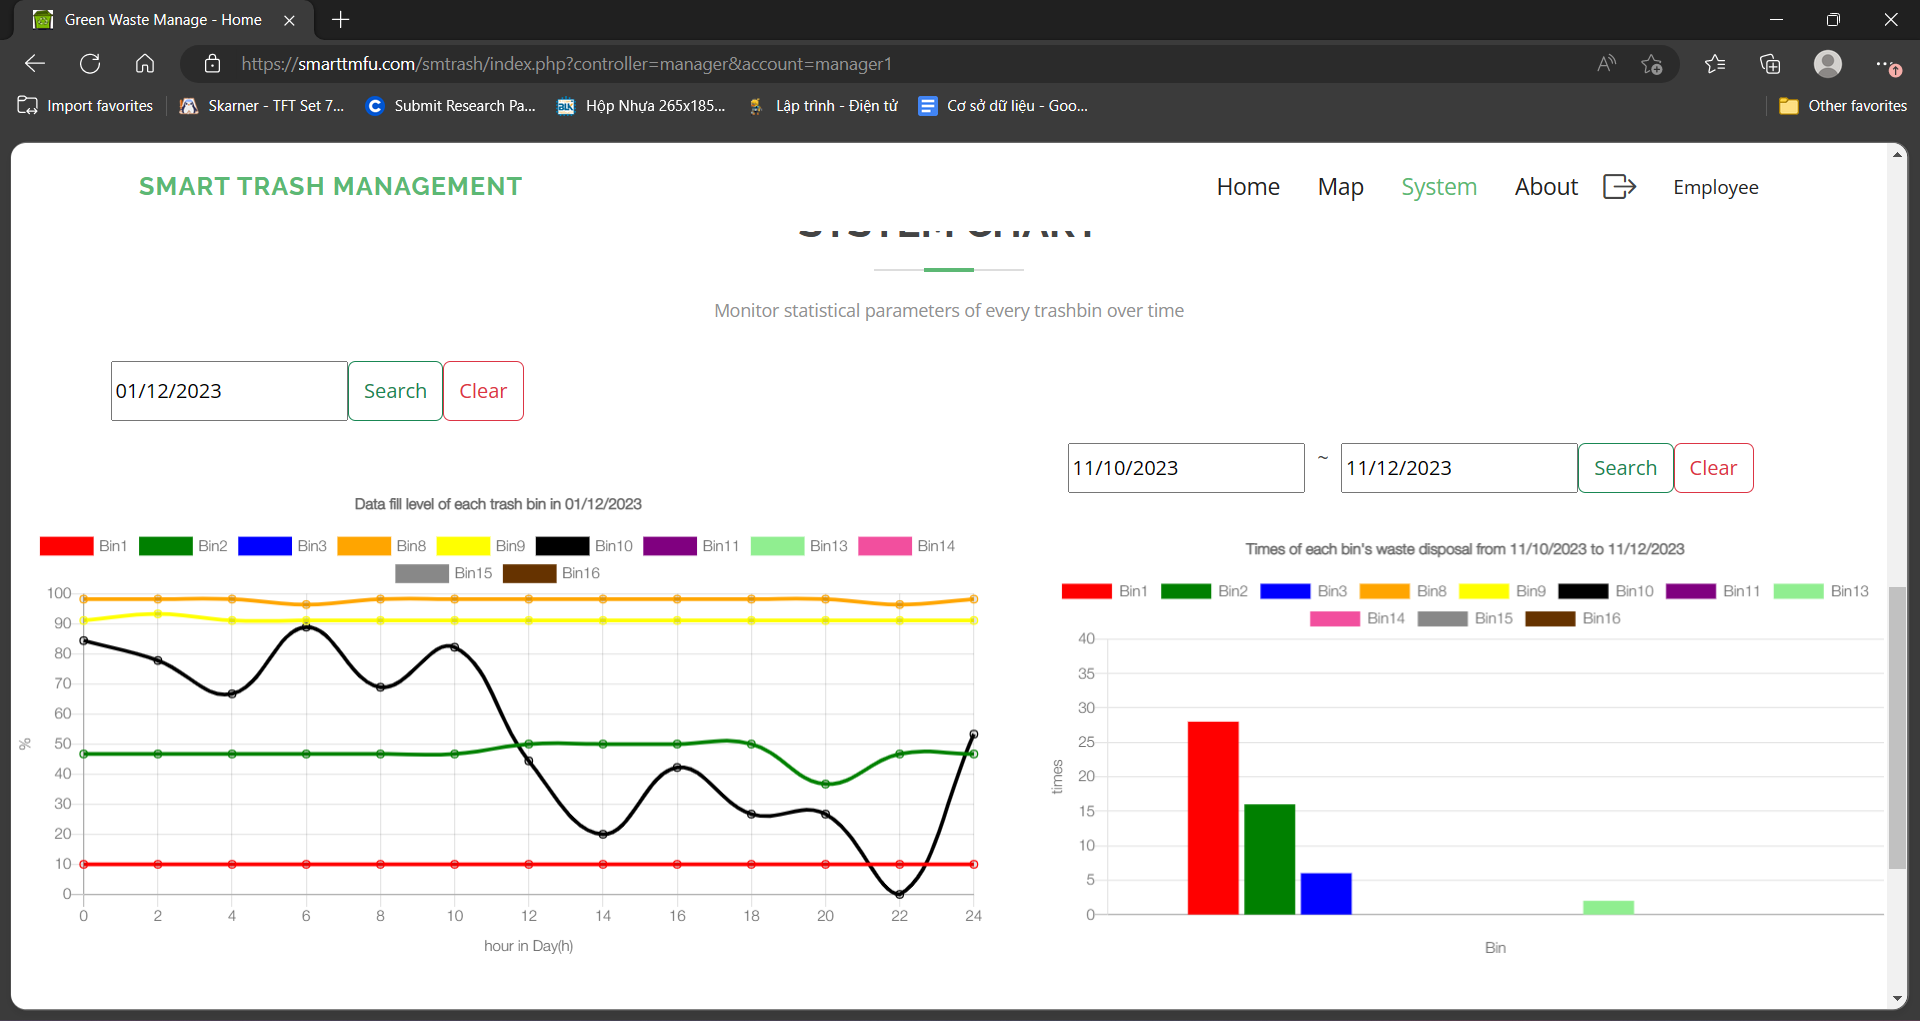 Green Waste Manage - Home
https://smarttmfu.com/smtrash/index.php?controller=manager&account=manager1
Import favorites
Skarner - TFT Set 7...
Submit Research Pa...
Hộp Nhựa 265x185...
Lập trình - Điện tử
Cơ sở dữ liệu - Goo...
Other favorites
SMART TRASH MANAGEMENT
Home Map System About Employee
SYSTEM CHART
Monitor statistical parameters of every trashbin over time
01/12/2023 Search Clear
11/10/2023 ~ 11/12/2023 Search Clear
Data fill level of each trash bin in 01/12/2023
Bin1 Bin2 Bin3 Bin8 Bin9 Bin10 Bin11 Bin13 Bin14
Bin15 Bin16
100
90
80
70
60
50
40
30
20
10
0
%
0 2 4 6 8 10 12 14 16 18 20 22 24
hour in Day(h)
Times of each bin's waste disposal from 11/10/2023 to 11/12/2023
Bin1 Bin2 Bin3 Bin8 Bin9 Bin10 Bin11 Bin13
Bin14 Bin15 Bin16
40
35
30
25
20
15
10
5
0
times
Bin